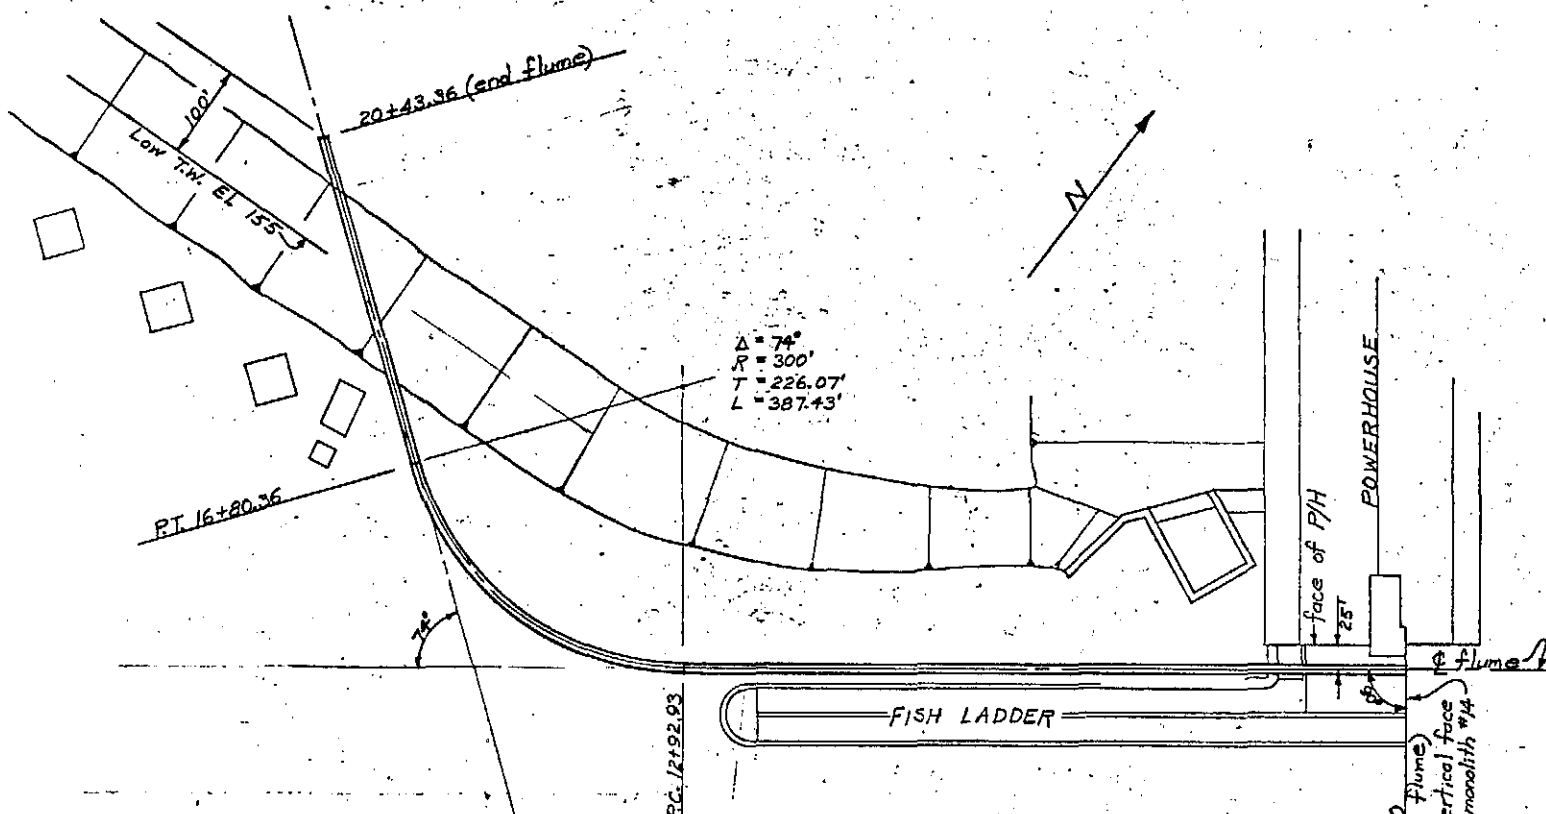 20+43.36 (end flume)
100'
Low T.W. EL 155
N
Δ = 74°
R = 300'
T = 226.07'
L = 387.43'
P.T. 16+80.36
74°
P.C. 12+92.93
FISH LADDER
face of P/H
25'
POWERHOUSE
℄ flume
flume)
ertical face
monolith #14